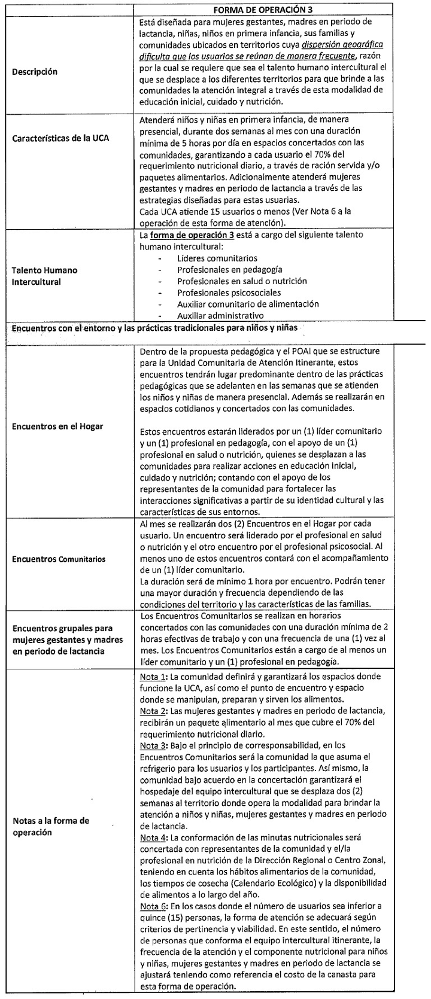 FORMA DE OPERACIÓN 3
Descripción
Está diseñada para mujeres gestantes, madres en periodo de
lactancia, niñas, niños en primera infancia, sus familias y
comunidades ubicados en territorios cuya dispersión geográfica
dificulta que los usuarios se reúnan de manera frecuente, razón
por la cual se requiere que sea el talento humano intercultural el
que se desplace a los diferentes territorios para que brinde a las
comunidades la atención integral a través de esta modalidad de
educación inicial, cuidado y nutrición.
Características de la UCA
Atenderá niños y niñas en primera infancia, de manera
presencial, durante dos semanas al mes con una duración
mínima de 5 horas por día en espacios concertados con las
comunidades, garantizando a cada usuario el 70% del
requerimiento nutricional diario, a través de ración servida y/o
paquetes alimentarios. Adicionalmente atenderá mujeres
gestantes y madres en periodo de lactancia a través de las
estrategias diseñadas para estas usuarias.
Cada UCA atiende 15 usuarios o menos (Ver Nota 6 a la
operación de esta forma de atención).
Talento Humano
Intercultural
La forma de operación 3 está a cargo del siguiente talento
humano intercultural:
- Líderes comunitarios
- Profesionales en pedagogía
- Profesionales en salud o nutrición
- Profesionales psicosociales
- Auxiliar comunitario de alimentación
- Auxiliar administrativo
Encuentros con el entorno y las prácticas tradicionales para niños y niñas
Encuentros en el Hogar
Dentro de la propuesta pedagógica y el POAI que se estructure
para la Unidad Comunitaria de Atención Itinerante, estos
encuentros tendrán lugar predominante dentro de las prácticas
pedagógicas que se adelanten en las semanas que se atienden
los niños y niñas de manera presencial. Además se realizarán en
espacios cotidianos y concertados con las comunidades.
Estos encuentros estarán liderados por un (1) líder comunitario
y un (1) profesional en pedagogía, con el apoyo de un (1)
profesional en salud o nutrición, quienes se desplazan a las
comunidades para realizar acciones en educación inicial,
cuidado y nutrición; contando con el apoyo de los
representantes de la comunidad para fortalecer las
interacciones significativas a partir de su identidad cultural y las
características de sus entornos.
Encuentros Comunitarios
Al mes se realizarán dos (2) Encuentros en el Hogar por cada
usuario. Un encuentro será liderado por el profesional en salud
o nutrición y el otro encuentro por el profesional psicosocial. Al
menos uno de estos encuentros contará con el acompañamiento
de un (1) líder comunitario.
La duración será de mínimo 1 hora por encuentro. Podrán tener
una mayor duración y frecuencia dependiendo de las
condiciones del territorio y las características de las familias.
Encuentros grupales para
mujeres gestantes y madres
en periodo de lactancia
Los Encuentros Comunitarios se realizan en horarios
concertados con las comunidades con una duración mínima de 2
horas efectivas de trabajo y con una frecuencia de una (1) vez al
mes. Los Encuentros Comunitarios están a cargo de al menos un
líder comunitario y un (1) profesional en pedagogía.
Notas a la forma de
operación
Nota 1: La comunidad definirá y garantizará los espacios donde
funcione la UCA, así como el punto de encuentro y espacio
donde se manipulan, preparan y sirven los alimentos.
Nota 2: Las mujeres gestantes y madres en periodo de lactancia,
recibirán un paquete alimentario al mes que cubre el 70% del
requerimiento nutricional diario.
Nota 3: Bajo el principio de corresponsabilidad, en los
Encuentros Comunitarios será la comunidad la que asuma el
refrigerio para los usuarios y los participantes. Así mismo, la
comunidad bajo acuerdo en la concertación garantizará el
hospedaje del equipo intercultural que se desplaza dos (2)
semanas al territorio donde opera la modalidad para brindar la
atención a niños y niñas, mujeres gestantes y madres en periodo
de lactancia.
Nota 4: La conformación de las minutas nutricionales será
concertada con representantes de la comunidad y el/la
profesional en nutrición de la Dirección Regional o Centro Zonal,
teniendo en cuenta los hábitos alimentarios de la comunidad,
los tiempos de cosecha (Calendario Ecológico) y la disponibilidad
de alimentos a lo largo del año.
Nota 6: En los casos donde el número de usuarios sea inferior a
quince (15) personas, la forma de atención se adecuará según
criterios de pertinencia y viabilidad. En este sentido, el número
de personas que conforma el equipo intercultural itinerante, la
frecuencia de la atención y el componente nutricional para niños
y niñas, mujeres gestantes y madres en periodo de lactancia se
ajustará teniendo como referencia el costo de la canasta para
esta forma de operación.